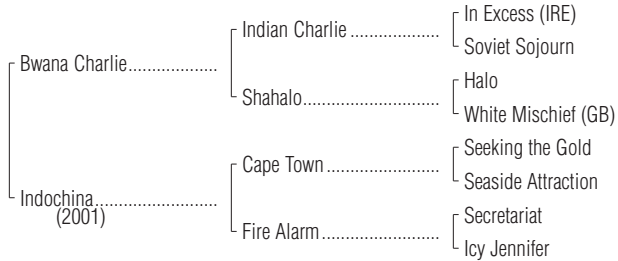 In Excess (IRE)
Indian Charlie ..................
Soviet Sojourn
Bwana Charlie..................
Halo
Shahalo...........................
White Mischief (GB)
Seeking the Gold
Cape Town ......................
Seaside Attraction
Indochina.........................
(2001)
Secretariat
Fire Alarm........................
Icy Jennifer